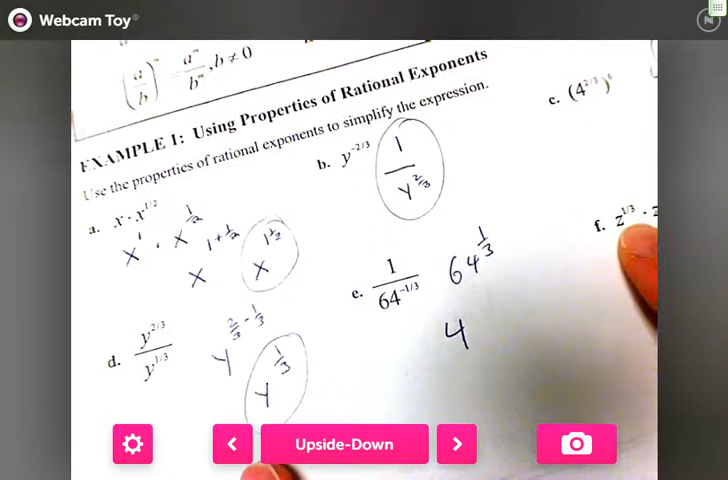 Webcam Toy
(a/b)^m = a^m/b^m, b ≠ 0
EXAMPLE 1: Using Properties of Rational Exponents
Use the properties of rational exponents to simplify the expression.
a. x · x^1/2
x^1 · x^1/2
x^1+1/2
x^1 1/2
b. y^-2/3
1/y^2/3
c. (4^2/3)^6
d. y^2/3 / y^1/3
y^2/3-1/3
y^1/3
e. 1/64^-1/3
64^1/3
4
f. z^1/3 ·
Upside-Down